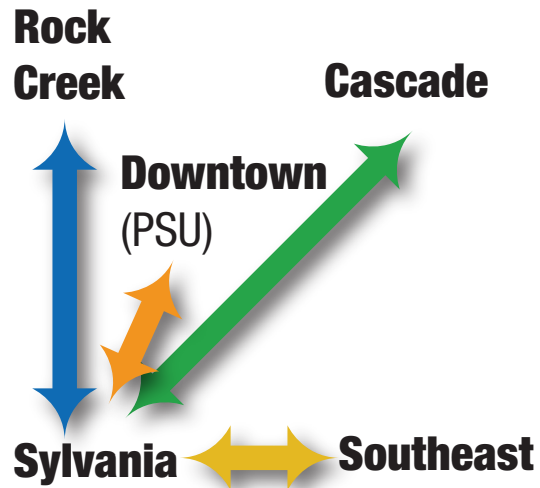 Rock
Creek
Cascade
Downtown
(PSU)
Sylvania
Southeast